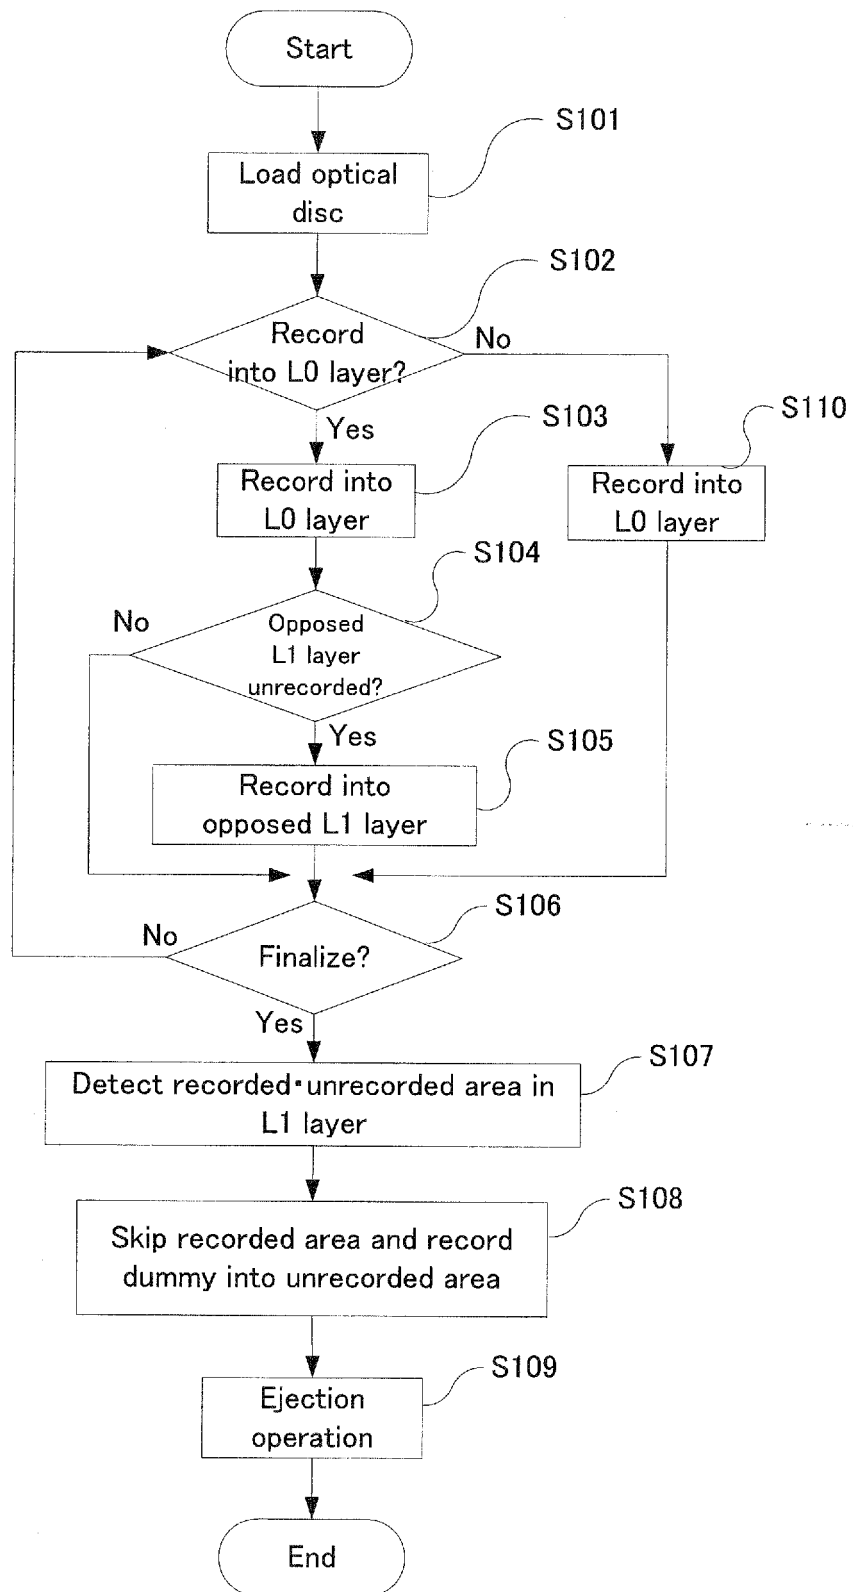 Start
S101
Load optical
disc
S102
Record
into L0 layer?
No
Yes
S103
Record into
L0 layer
S110
Record into
L0 layer
S104
No
Opposed
L1 layer
unrecorded?
Yes
S105
Record into
opposed L1 layer
S106
No
Finalize?
Yes
S107
Detect recorded･unrecorded area in
L1 layer
S108
Skip recorded area and record
dummy into unrecorded area
S109
Ejection
operation
End